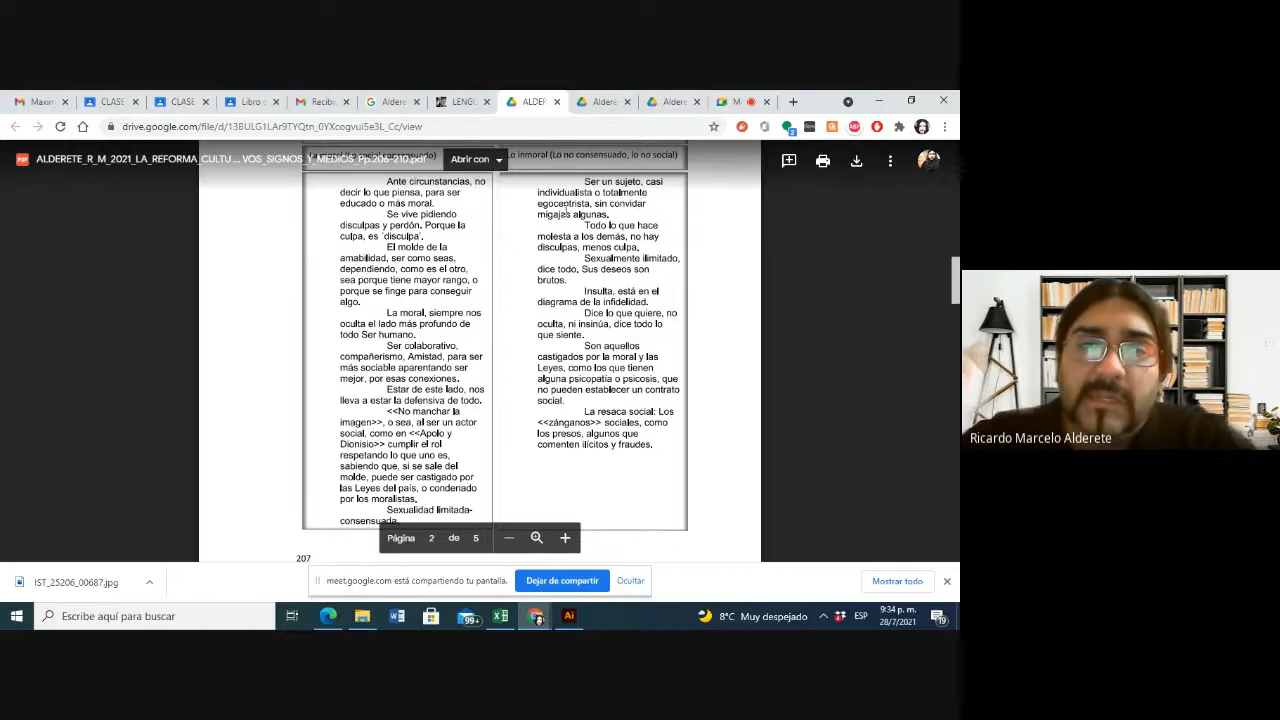 Maxim
CLASE
CLASE
Libro c
Recibi
Aldere
LENGU
ALDER
Aldere
Aldere
M
drive.google.com/file/d/13BULG1LAr9TYQtn_0YXcogvui5e3L_Cc/view
ALDERETE_R_M_2021_LA_REFORMA_CULTU ... VOS_SIGNOS_Y_MEDIOS_Pp.206-210.pdf
Abrir con
Lo inmoral (Lo no consensuado, lo no social)
Ante circunstancias, no
decir lo que piensa, para ser
educado o más moral.
Se vive pidiendo
disculpas y perdón. Porque la
culpa, es ´disculpa'.
El molde de la
amabilidad, ser como seas,
dependiendo, como es el otro,
sea porque tiene mayor rango, o
porque se finge para conseguir
algo.
La moral, siempre nos
oculta el lado más profundo de
todo Ser humano.
Ser colaborativo,
compañerismo, Amistad, para ser
más sociable aparentando ser
mejor, por esas conexiones.
Estar de este lado, nos
lleva a estar la defensiva de todo.
<<No manchar la
imagen>>, o sea, al ser un actor
social, como en <<Apolo y
Dionisio>> cumplir el rol
respetando lo que uno es,
sabiendo que, si se sale del
molde, puede ser castigado por
las Leyes del país, o condenado
por los moralistas.
Sexualidad limitada-
consensuada.
Ser un sujeto, casi
individualista o totalmente
egocentrista, sin convidar
migajas algunas.
Todo lo que hace
molesta a los demás, no hay
disculpas, menos culpa.
Sexualmente ilimitado,
dice todo. Sus deseos son
brutos.
Insulta, está en el
diagrama de la infidelidad.
Dice lo que quiere, no
oculta, ni insinúa, dice todo lo
que siente.
Son aquellos
castigados por la moral y las
Leyes, como los que tienen
alguna psicopatía o psicosis, que
no pueden establecer un contrato
social.
La resaca social: Los
<<zánganos>> sociales, como
los presos, algunos que
comenten ilícitos y fraudes.
207
Página 2 de 5
IST_25206_00687.jpg
meet.google.com está compartiendo tu pantalla.
Dejar de compartir
Ocultar
Mostrar todo
Escribe aquí para buscar
99+
Ai
8°C Muy despejado
ESP
9:34 p. m.
28/7/2021
19
Ricardo Marcelo Alderete